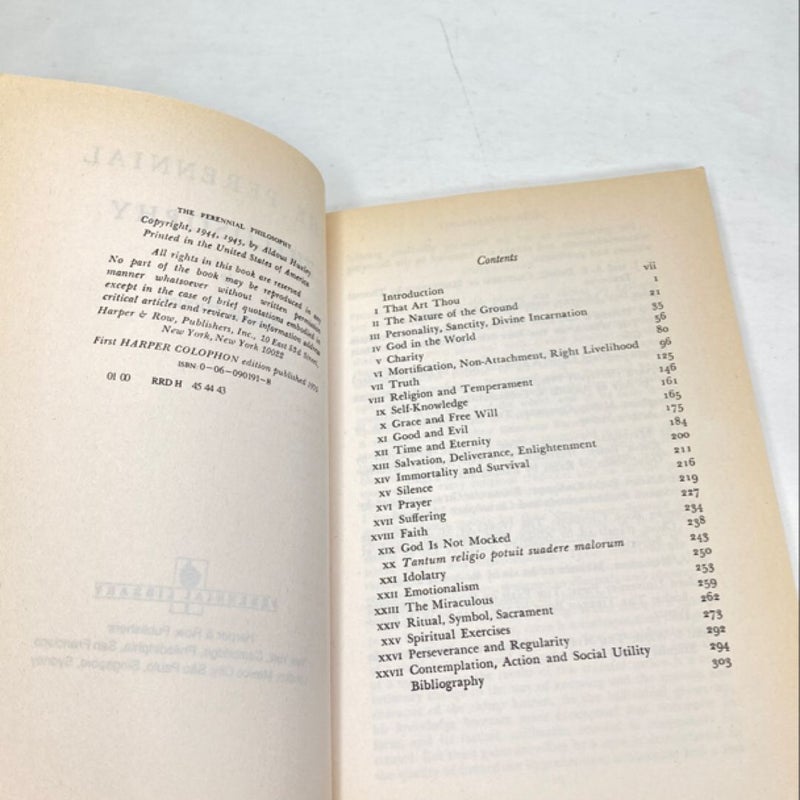 THE PERENNIAL PHILOSOPHY
Copyright, 1944, 1945, by Aldous Huxley
Printed in the United States of America
All rights in this book are reserved
No part of the book may be reproduced in any
manner whatsoever without written permission
except in the case of brief quotations embodied in
critical articles and reviews. For information address
Harper & Row, Publishers, Inc., 10 East 53d Street,
New York, New York 10022
First HARPER COLOPHON edition published 1970
ISBN: 0-06-090191-8
01 00 RRD H 45 44 43
Contents
Introduction vii
I That Art Thou 1
II The Nature of the Ground 21
III Personality, Sanctity, Divine Incarnation 35
IV God in the World 56
V Charity 80
VI Mortification, Non-Attachment, Right Livelihood 96
VII Truth 125
VIII Religion and Temperament 146
IX Self-Knowledge 161
X Grace and Free Will 165
XI Good and Evil 175
XII Time and Eternity 184
XIII Salvation, Deliverance, Enlightenment 200
XIV Immortality and Survival 211
XV Silence 216
XVI Prayer 219
XVII Suffering 227
XVIII Faith 234
XIX God Is Not Mocked 238
XX Tantum religio potuit suadere malorum 243
XXI Idolatry 250
XXII Emotionalism 253
XXIII The Miraculous 259
XXIV Ritual, Symbol, Sacrament 262
XXV Spiritual Exercises 273
XXVI Perseverance and Regularity 292
XXVII Contemplation, Action and Social Utility 294
Bibliography 303